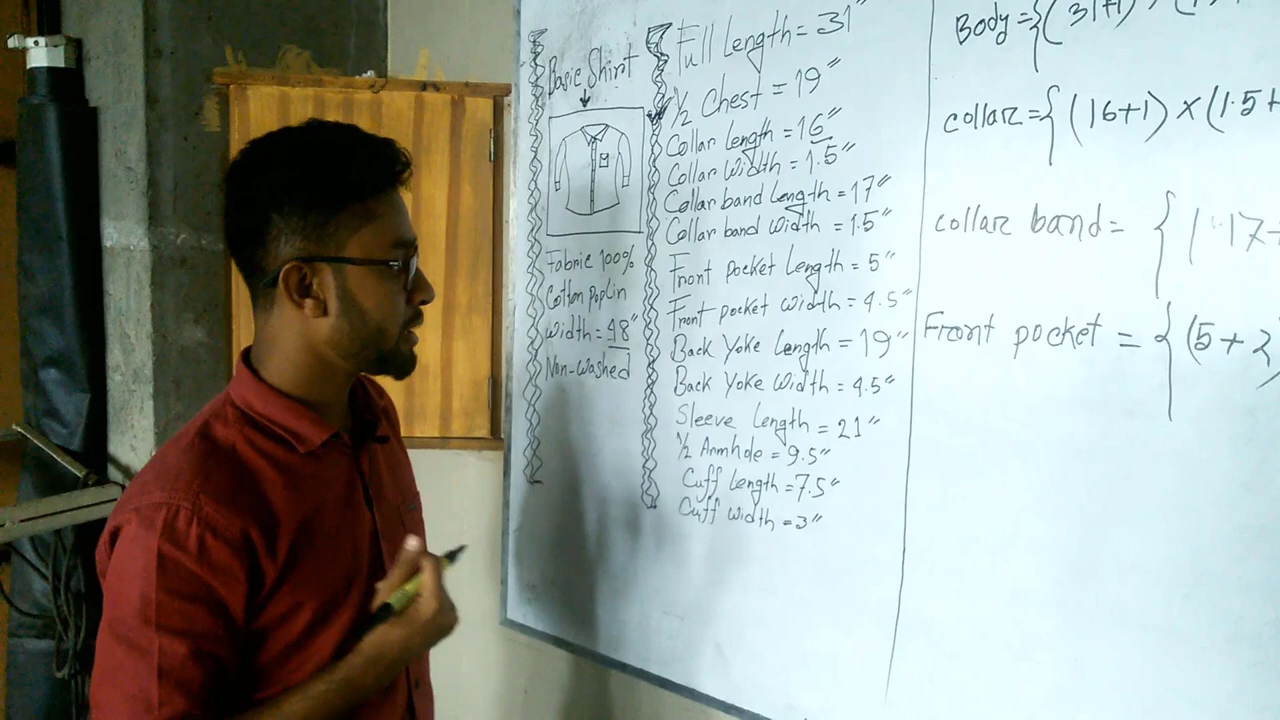 Basic Shirt
Fabric 100%
Cotton poplin
width = 48"
Non-washed
Full Length = 31"
1/2 Chest = 19"
Collar Length = 16"
Collar Width = 1.5"
Collar band Length = 17"
Collar band width = 1.5"
Front pocket Length = 5"
Front pocket width = 4.5"
Back Yoke Length = 19"
Back Yoke Width = 4.5"
Sleeve Length = 21"
1/2 Armhole = 9.5"
Cuff Length = 7.5"
Cuff width = 3"
Body = {(31+1)
collar = {(16+1) × (1.5+
collar band = { (17+
Front pocket = { (5+2)